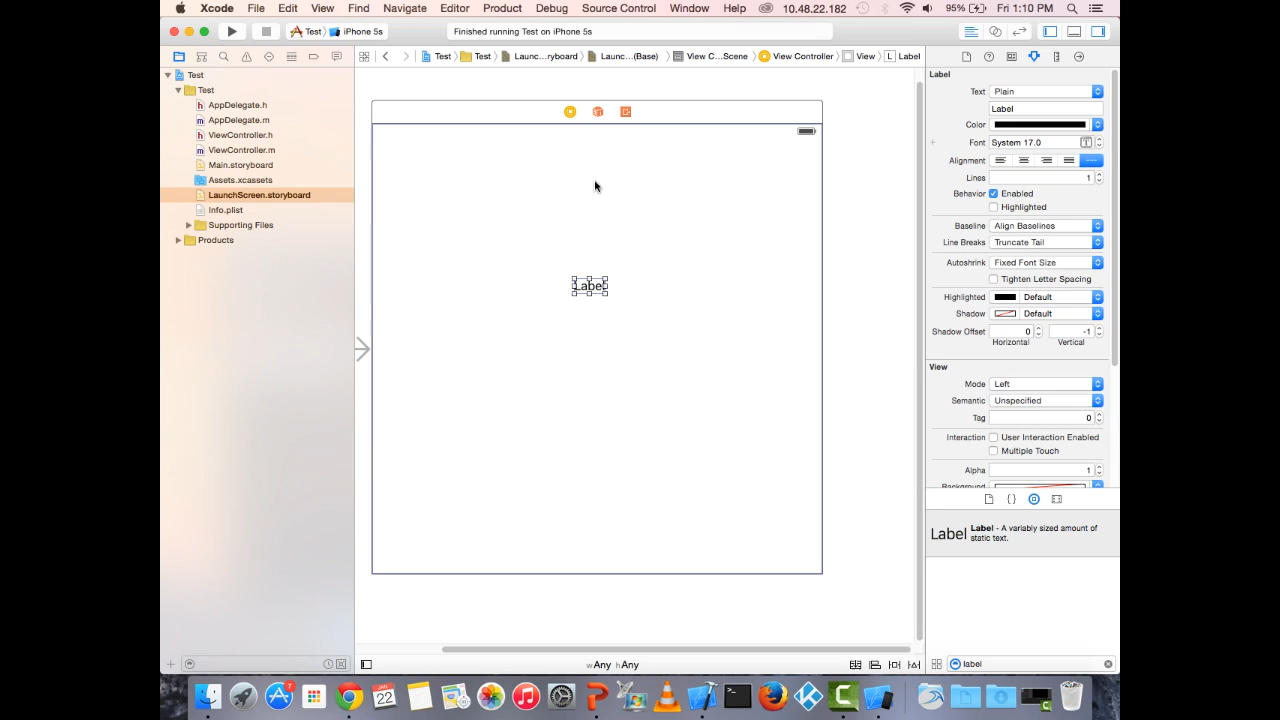 Xcode File Edit View Find Navigate Editor Product Debug Source Control Window Help 10.48.22.182 95% Fri 1:10 PM
Test iPhone 5s Finished running Test on iPhone 5s
Test Test Launc...ryboard Launc...(Base) View C...Scene View Controller View L Label
Test
Test
h AppDelegate.h
m AppDelegate.m
h ViewController.h
m ViewController.m
Main.storyboard
Assets.xcassets
LaunchScreen.storyboard
Info.plist
Supporting Files
Products
Label
wAny hAny
Label
Text Plain
Label
Color
Font System 17.0 T
Alignment
Lines 1
Behavior Enabled
Highlighted
Baseline Align Baselines
Line Breaks Truncate Tail
Autoshrink Fixed Font Size
Tighten Letter Spacing
Highlighted Default
Shadow Default
Shadow Offset 0 -1
Horizontal Vertical
View
Mode Left
Semantic Unspecified
Tag 0
Interaction User Interaction Enabled
Multiple Touch
Alpha 1
Background
Label Label - A variably sized amount of
static text.
label
JAN
22
7